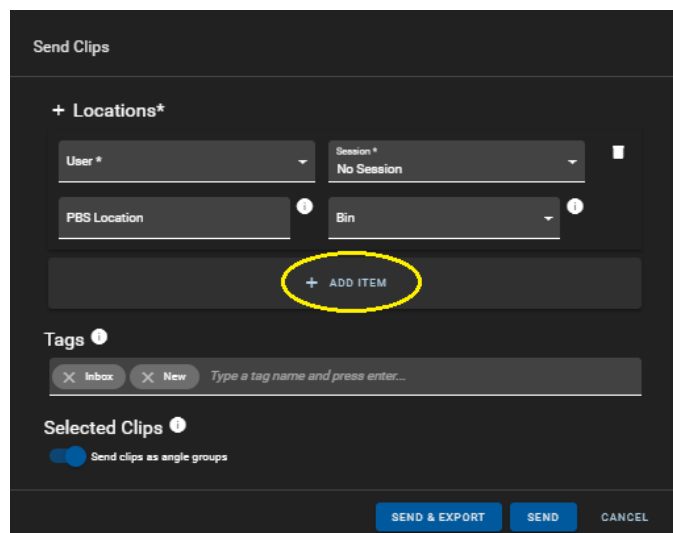 Send Clips
+ Locations*
User *
Session *
No Session
PBS Location
Bin
+ ADD ITEM
Tags
Inbox New Type a tag name and press enter...
Selected Clips
Send clips as angle groups
SEND & EXPORT SEND CANCEL